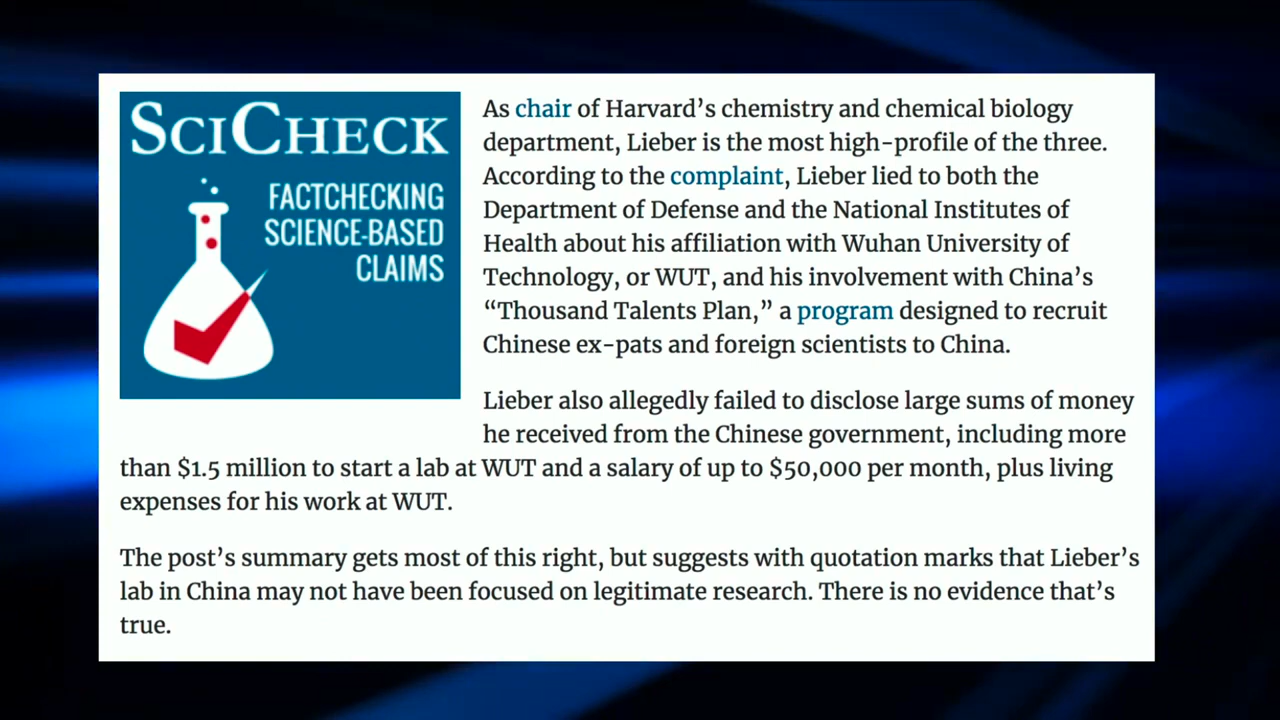 SCICHECK
FACTCHECKING
SCIENCE-BASED
CLAIMS
As chair of Harvard’s chemistry and chemical biology
department, Lieber is the most high-profile of the three.
According to the complaint, Lieber lied to both the
Department of Defense and the National Institutes of
Health about his affiliation with Wuhan University of
Technology, or WUT, and his involvement with China’s
“Thousand Talents Plan,” a program designed to recruit
Chinese ex-pats and foreign scientists to China.
Lieber also allegedly failed to disclose large sums of money
he received from the Chinese government, including more
than $1.5 million to start a lab at WUT and a salary of up to $50,000 per month, plus living
expenses for his work at WUT.
The post’s summary gets most of this right, but suggests with quotation marks that Lieber’s
lab in China may not have been focused on legitimate research. There is no evidence that’s
true.